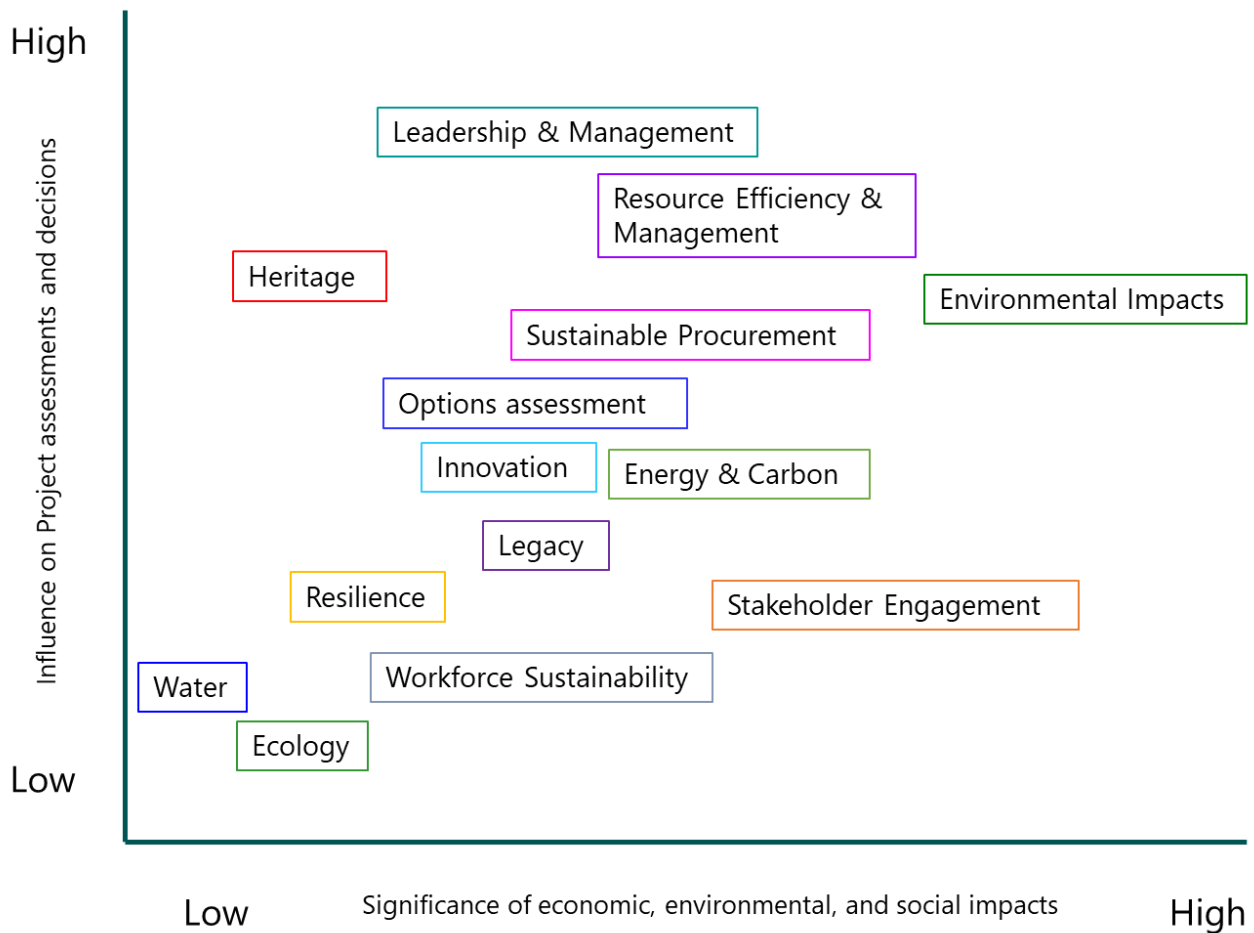 High
Influence on Project assessments and decisions
Leadership & Management
Resource Efficiency &
Management
Heritage
Environmental Impacts
Sustainable Procurement
Options assessment
Innovation
Energy & Carbon
Legacy
Resilience
Stakeholder Engagement
Workforce Sustainability
Water
Ecology
Low
Low
Significance of economic, environmental, and social impacts
High